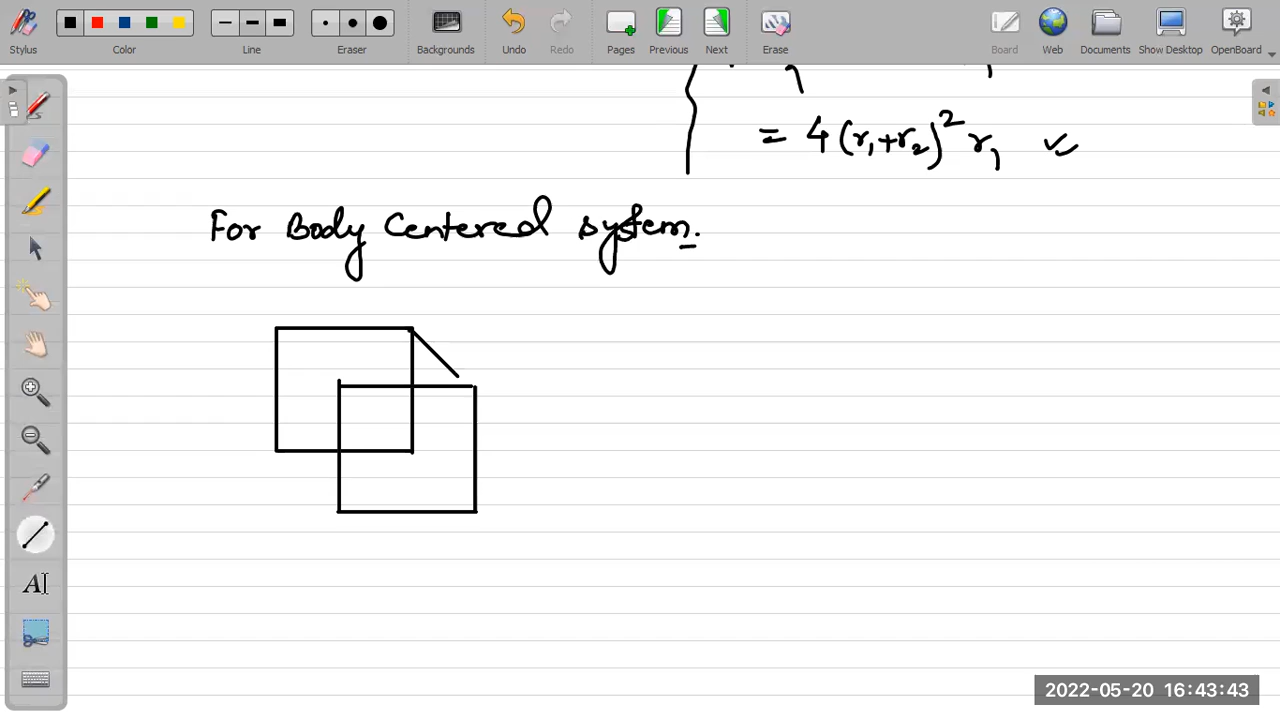 Stylus Color Line Eraser Backgrounds Undo Redo Pages Previous Next Erase Board Web Documents Show Desktop OpenBoard
= 4(r₁+r₂)² r₁
For Body Centered system.
AI
2022-05-20 16:43:43